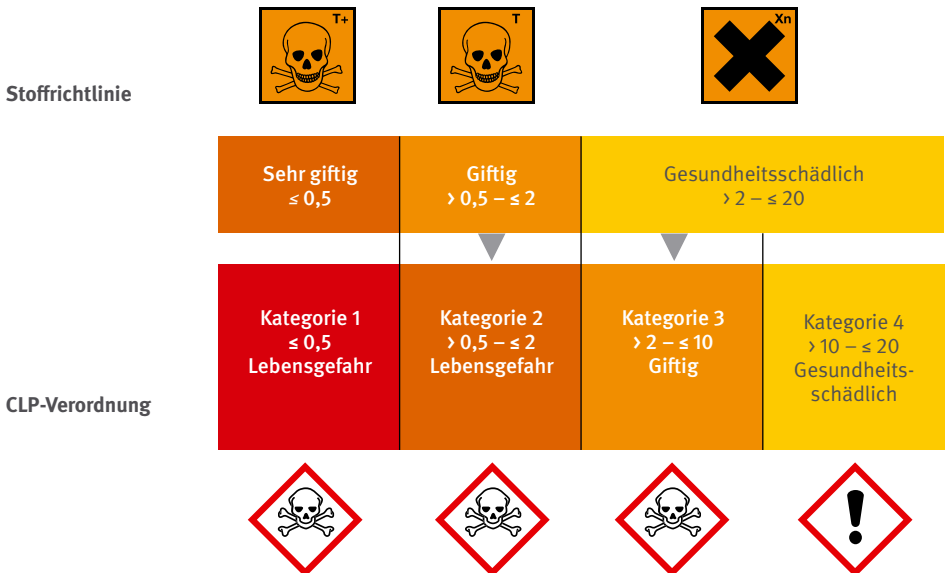 T+
T
Xn
Stoffrichtlinie
Sehr giftig
≤ 0,5
Giftig
> 0,5 – ≤ 2
Gesundheitsschädlich
> 2 – ≤ 20
Kategorie 1
≤ 0,5
Lebensgefahr
Kategorie 2
> 0,5 – ≤ 2
Lebensgefahr
Kategorie 3
> 2 – ≤ 10
Giftig
Kategorie 4
> 10 – ≤ 20
Gesundheits-
schädlich
CLP-Verordnung